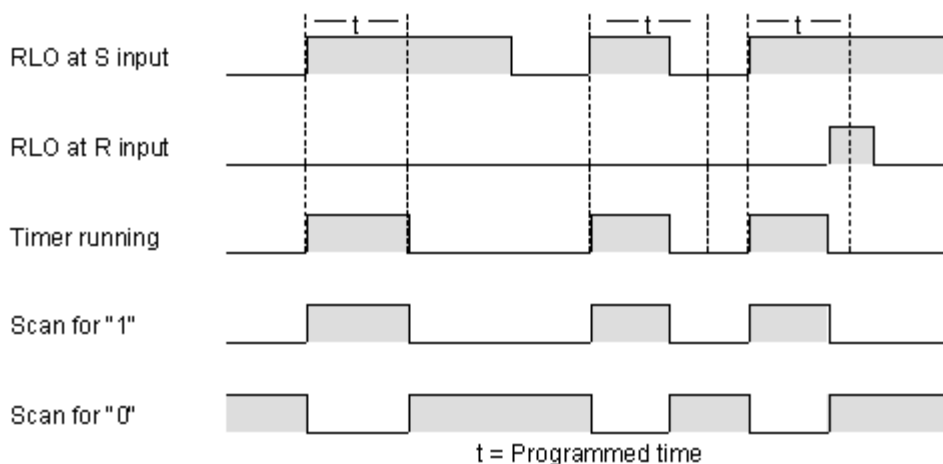 t t t
RLO at S input
RLO at R input
Timer running
Scan for "1"
Scan for "0"
t = Programmed time